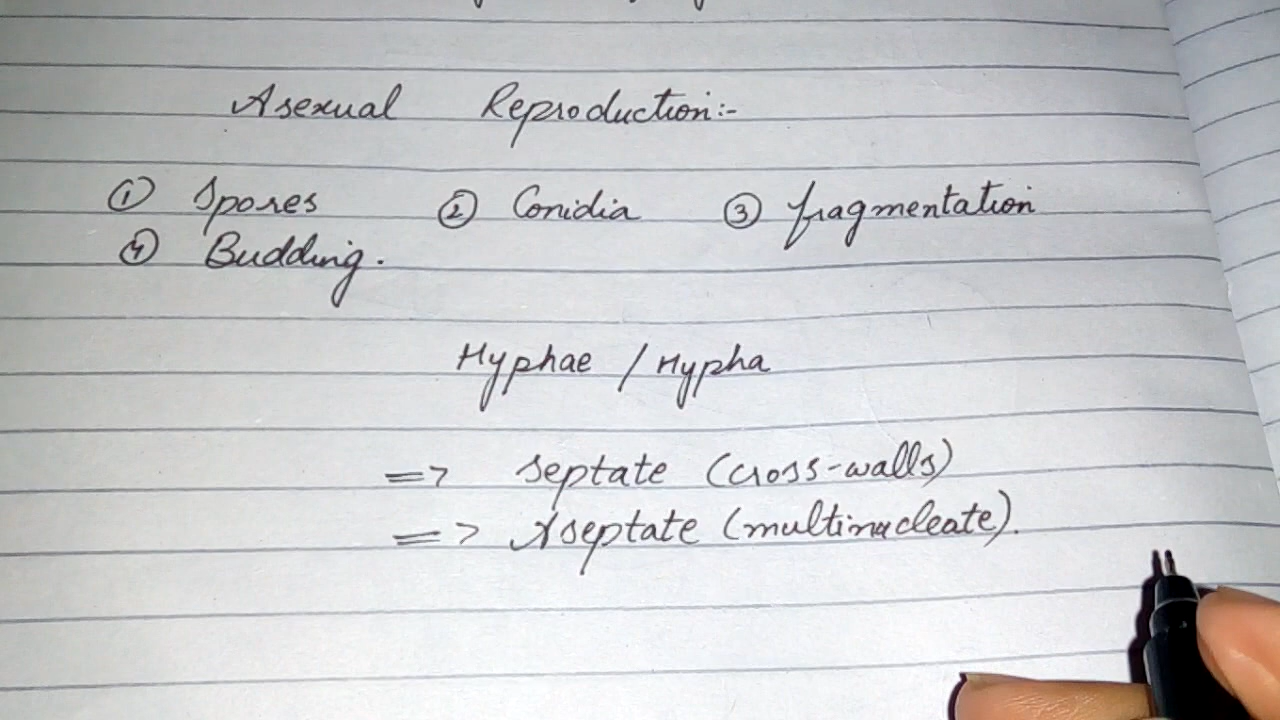 Asexual Reproduction:-
① Spores ② Conidia ③ fragmentation
④ Budding.
Hyphae / Hypha
=> septate (cross-walls)
=> Aseptate (multinucleate).